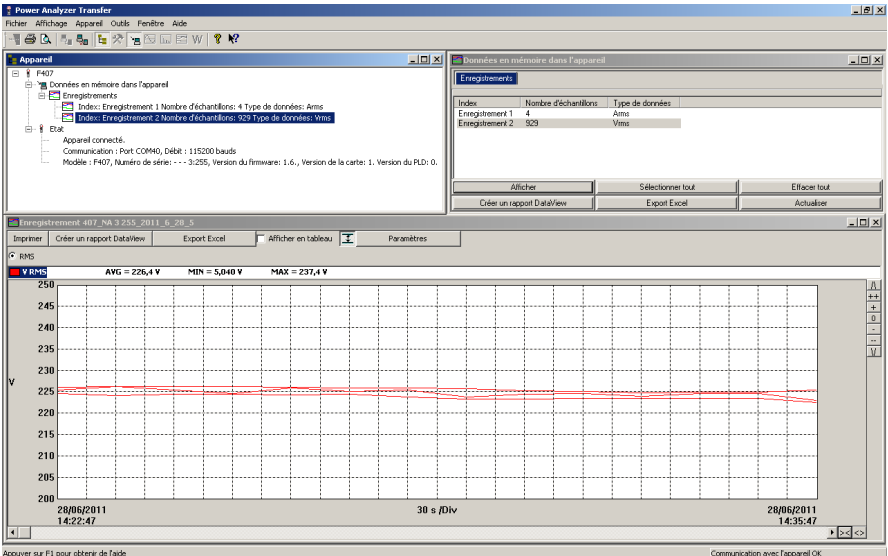 Power Analyzer Transfer
Fichier Affichage Appareil Outils Fenêtre Aide
W
Appareil
F407
Données en mémoire dans l'appareil
Enregistrements
Index: Enregistrement 1 Nombre d'échantillons: 4 Type de données: Arms
Index: Enregistrement 2 Nombre d'échantillons: 929 Type de données: Vrms
Etat
Appareil connecté.
Communication : Port COM40, Débit : 115200 bauds
Modèle : F407, Numéro de série: - - - 3:255, Version du firmware: 1.6., Version de la carte: 1. Version du PLD: 0.
Données en mémoire dans l'appareil
Enregistrements
Index Nombre d'échantillons Type de données
Enregistrement 1 4 Arms
Enregistrement 2 929 Vrms
Afficher Sélectionner tout Effacer tout
Créer un rapport DataView Export Excel Actualiser
Enregistrement 407_NA 3 255_2011_6_28_5
Imprimer Créer un rapport DataView Export Excel Afficher en tableau Paramètres
RMS
V RMS AVG = 226,4 V MIN = 5,040 V MAX = 237,4 V
250
245
240
235
230
V
225
220
215
210
205
200
28/06/2011 30 s /Div 28/06/2011
14:22:47 14:35:47
/\
++
+
0
-
--
\/
>< <>
Appuyer sur F1 pour obtenir de l'aide Communication avec l'appareil OK